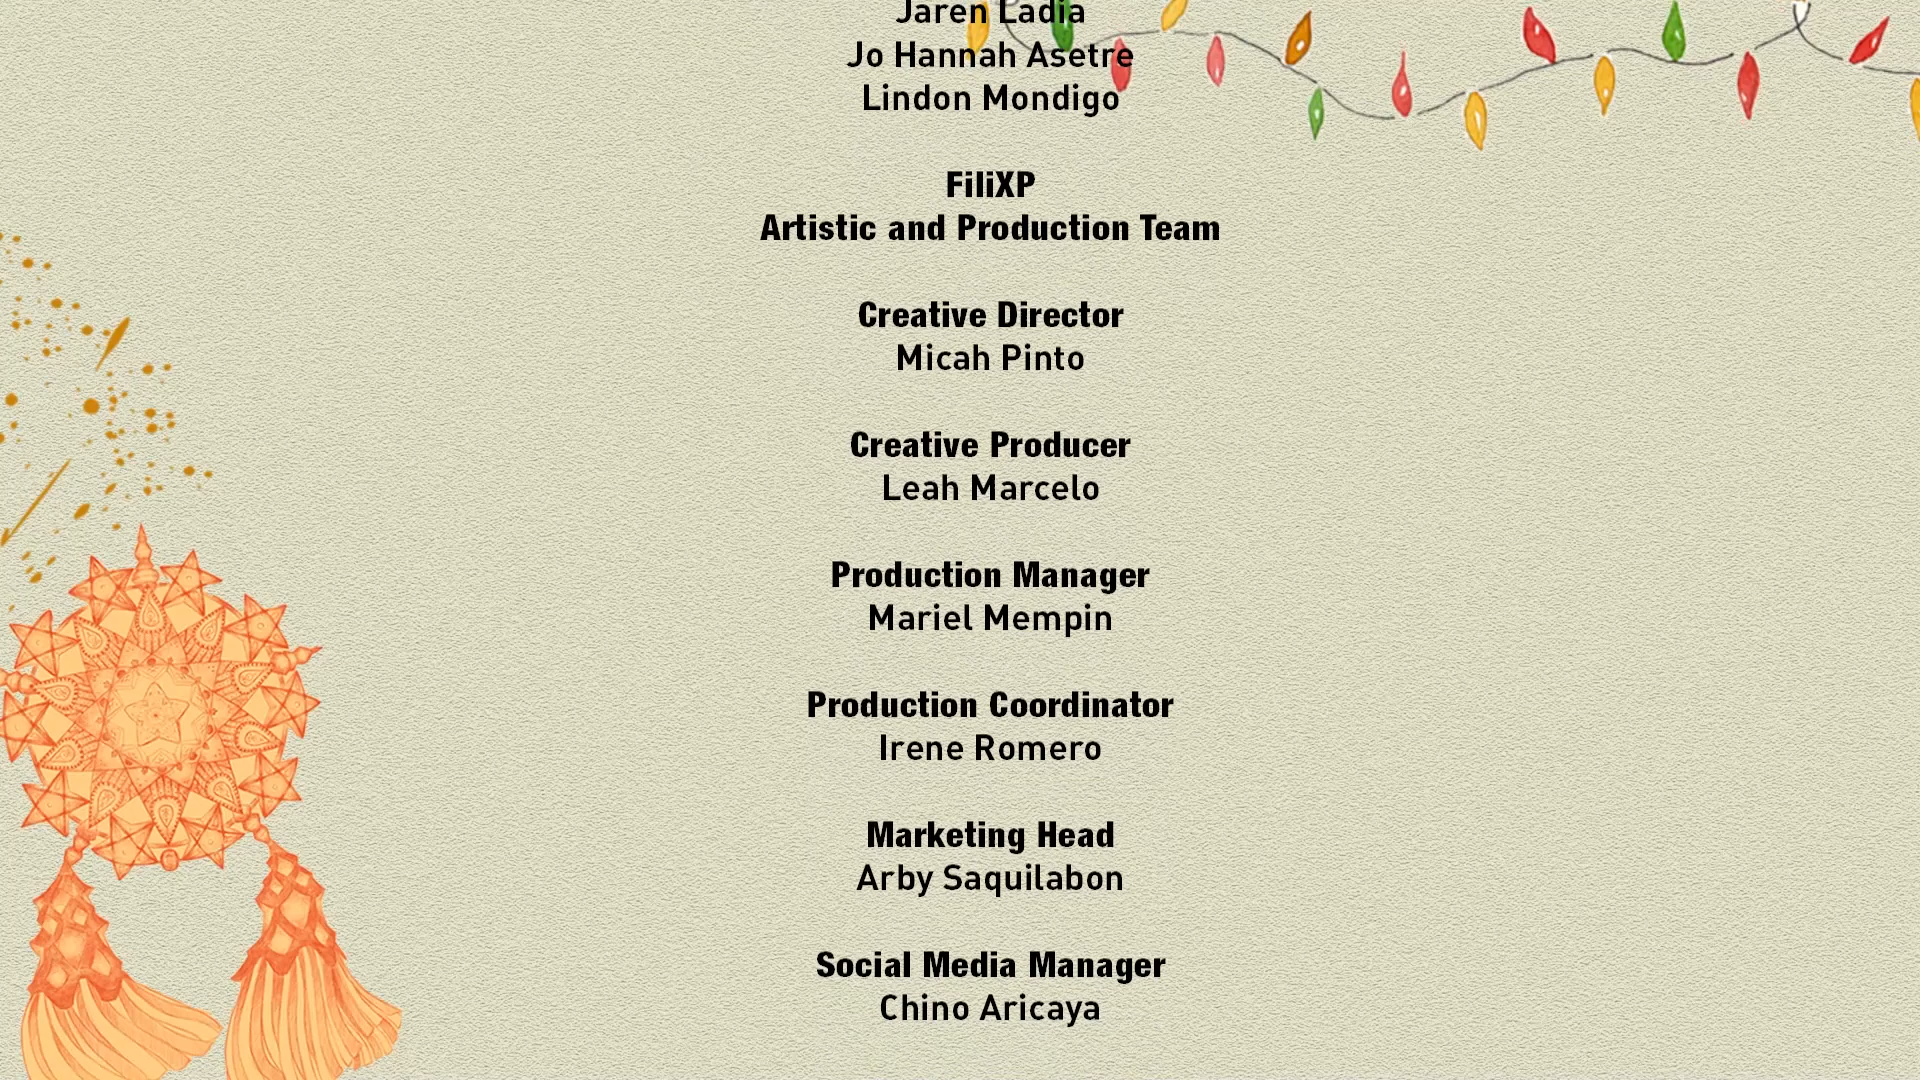 Jaren Ladia
Jo Hannah Asetre
Lindon Mondigo
FiliXP
Artistic and Production Team
Creative Director
Micah Pinto
Creative Producer
Leah Marcelo
Production Manager
Mariel Mempin
Production Coordinator
Irene Romero
Marketing Head
Arby Saquilabon
Social Media Manager
Chino Aricaya